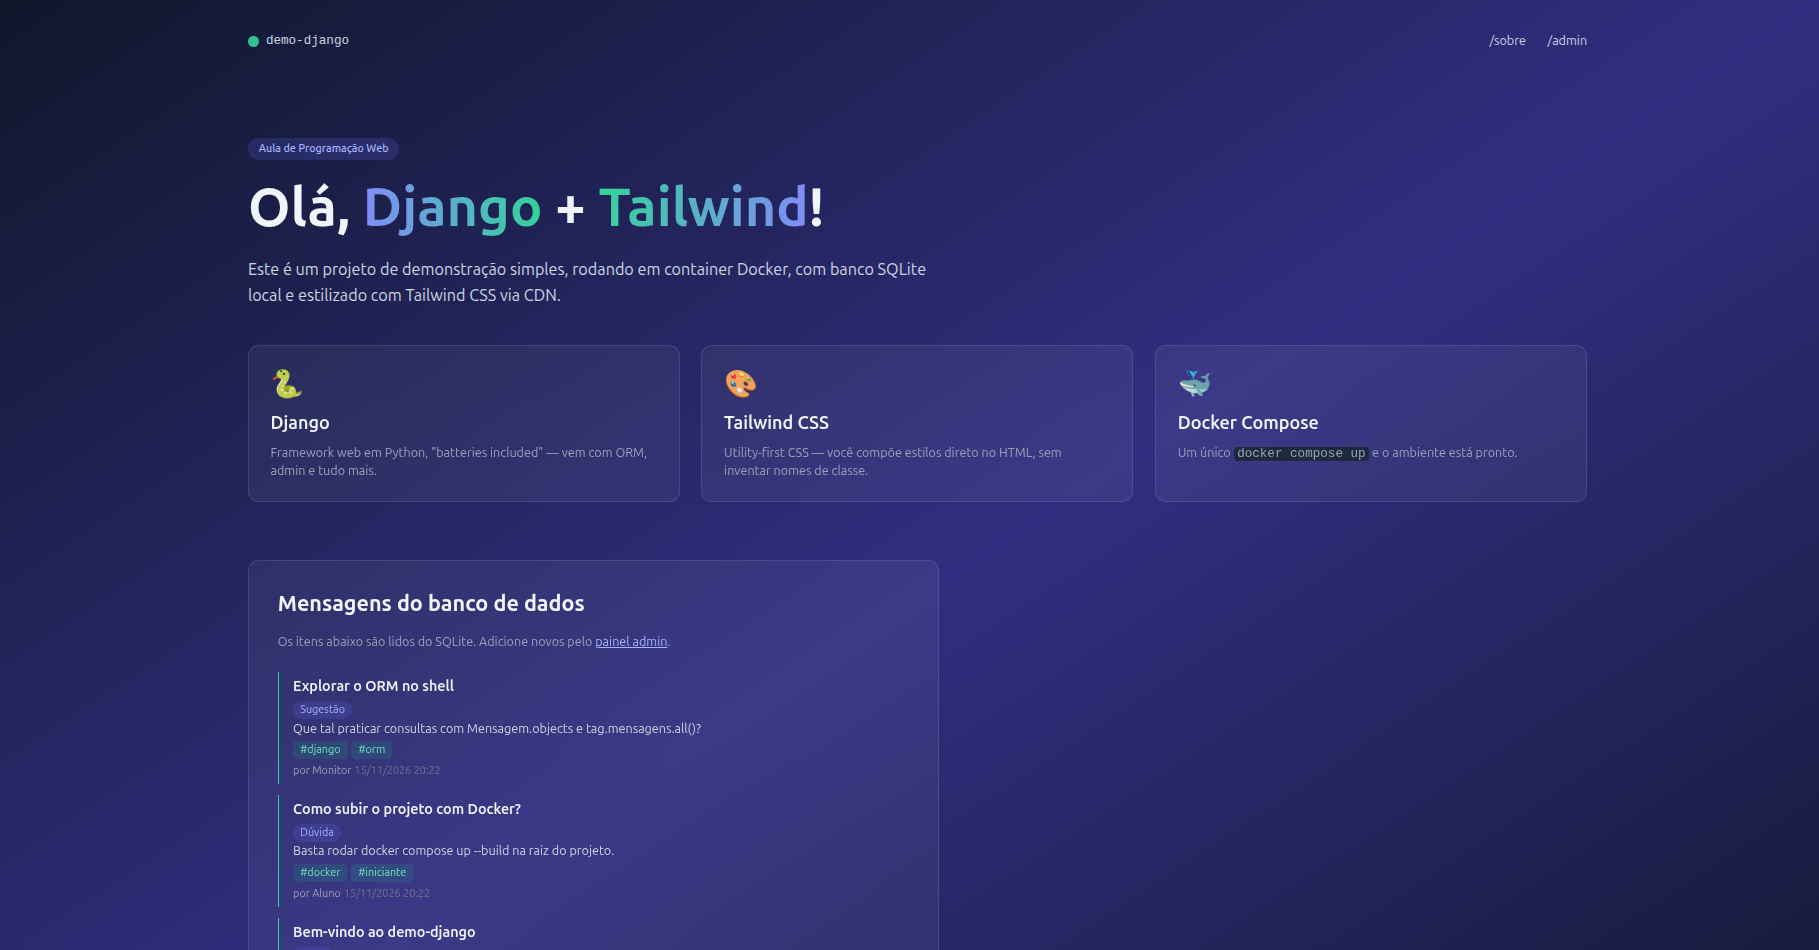 demo-django
/sobre /admin
Aula de Programação Web
Olá, Django + Tailwind!
Este é um projeto de demonstração simples, rodando em container Docker, com banco SQLite
local e estilizado com Tailwind CSS via CDN.
Django
Framework web em Python, "batteries included" — vem com ORM,
admin e tudo mais.
Tailwind CSS
Utility-first CSS — você compõe estilos direto no HTML, sem
inventar nomes de classe.
Docker Compose
Um único docker compose up e o ambiente está pronto.
Mensagens do banco de dados
Os itens abaixo são lidos do SQLite. Adicione novos pelo painel admin.
Explorar o ORM no shell
Sugestão
Que tal praticar consultas com Mensagem.objects e tag.mensagens.all()?
#django #orm
por Monitor 15/11/2026 20:22
Como subir o projeto com Docker?
Dúvida
Basta rodar docker compose up --build na raiz do projeto.
#docker #iniciante
por Aluno 15/11/2026 20:22
Bem-vindo ao demo-django